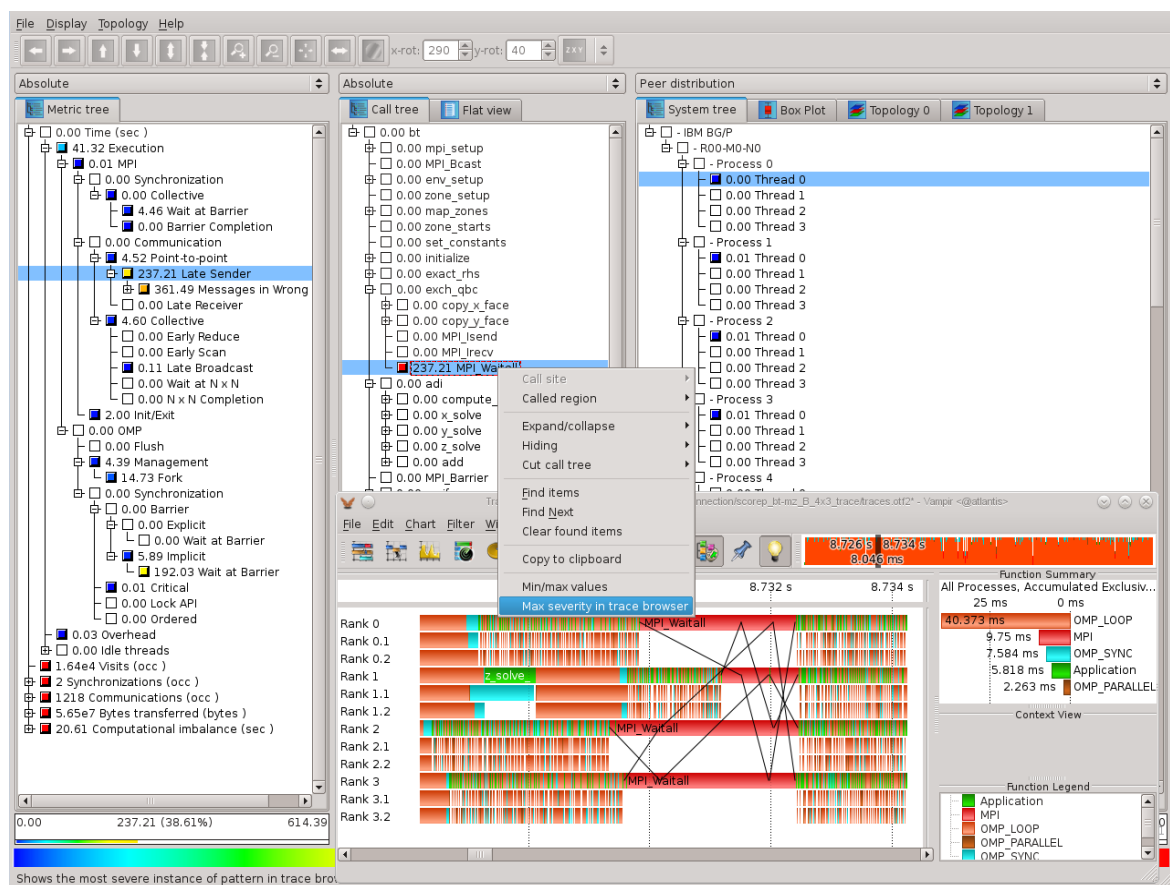 File Display Topology Help
x-rot: 290 y-rot: 40
Absolute
Metric tree
0.00 Time (sec )
41.32 Execution
0.01 MPI
0.00 Synchronization
0.00 Collective
4.46 Wait at Barrier
0.00 Barrier Completion
0.00 Communication
4.52 Point-to-point
237.21 Late Sender
361.49 Messages in Wrong
0.00 Late Receiver
4.60 Collective
0.00 Early Reduce
0.00 Early Scan
0.11 Late Broadcast
0.00 Wait at N x N
0.00 N x N Completion
2.00 Init/Exit
0.00 OMP
0.00 Flush
4.39 Management
14.73 Fork
0.00 Synchronization
0.00 Barrier
0.00 Explicit
0.00 Wait at Barrier
5.89 Implicit
192.03 Wait at Barrier
0.01 Critical
0.00 Lock API
0.00 Ordered
0.03 Overhead
0.00 Idle threads
1.64e4 Visits (occ )
2 Synchronizations (occ )
1218 Communications (occ )
5.65e7 Bytes transferred (bytes )
20.61 Computational imbalance (sec )
0.00 237.21 (38.61%) 614.39
Absolute
Call tree Flat view
0.00 bt
0.00 mpi_setup
0.00 MPI_Bcast
0.00 env_setup
0.00 zone_setup
0.00 map_zones
0.00 zone_starts
0.00 set_constants
0.00 initialize
0.00 exact_rhs
0.00 exch_qbc
0.00 copy_x_face
0.00 copy_y_face
0.00 MPI_Isend
0.00 MPI_Irecv
237.21 MPI_Waitall
0.00 adi
0.00 compute_
0.00 x_solve
0.00 y_solve
0.00 z_solve
0.00 add
0.00 MPI_Barrier
Peer distribution
System tree Box Plot Topology 0 Topology 1
- IBM BG/P
- R00-M0-N0
- Process 0
0.00 Thread 0
0.00 Thread 1
0.00 Thread 2
0.00 Thread 3
- Process 1
0.01 Thread 0
0.00 Thread 1
0.00 Thread 2
0.00 Thread 3
- Process 2
0.01 Thread 0
0.00 Thread 1
0.00 Thread 2
0.00 Thread 3
- Process 3
0.01 Thread 0
0.00 Thread 1
0.00 Thread 2
0.00 Thread 3
- Process 4
Call site
Called region
Expand/collapse
Hiding
Cut call tree
Find items
Find Next
Clear found items
Copy to clipboard
Min/max values
Max severity in trace browser
nnection/scorep_bt-mz_B_4x3_trace/traces.otf2* - Vampir <@atlantis>
File Edit Chart Filter Wi
8.726 s 8.734 s
8.046 ms
8.732 s 8.734 s
Rank 0 MPI_Waitall
Rank 0.1
Rank 0.2
Rank 1 z_solve_
Rank 1.1
Rank 1.2
Rank 2 MPI_Waitall
Rank 2.1
Rank 2.2
Rank 3 MPI_Waitall
Rank 3.1
Rank 3.2
Function Summary
All Processes, Accumulated Exclusiv...
25 ms 0 ms
40.373 ms OMP_LOOP
9.75 ms MPI
7.584 ms OMP_SYNC
5.818 ms Application
2.263 ms OMP_PARALLEL
Context View
Function Legend
Application
MPI
OMP_LOOP
OMP_PARALLEL
OMP_SYNC
Shows the most severe instance of pattern in trace brow